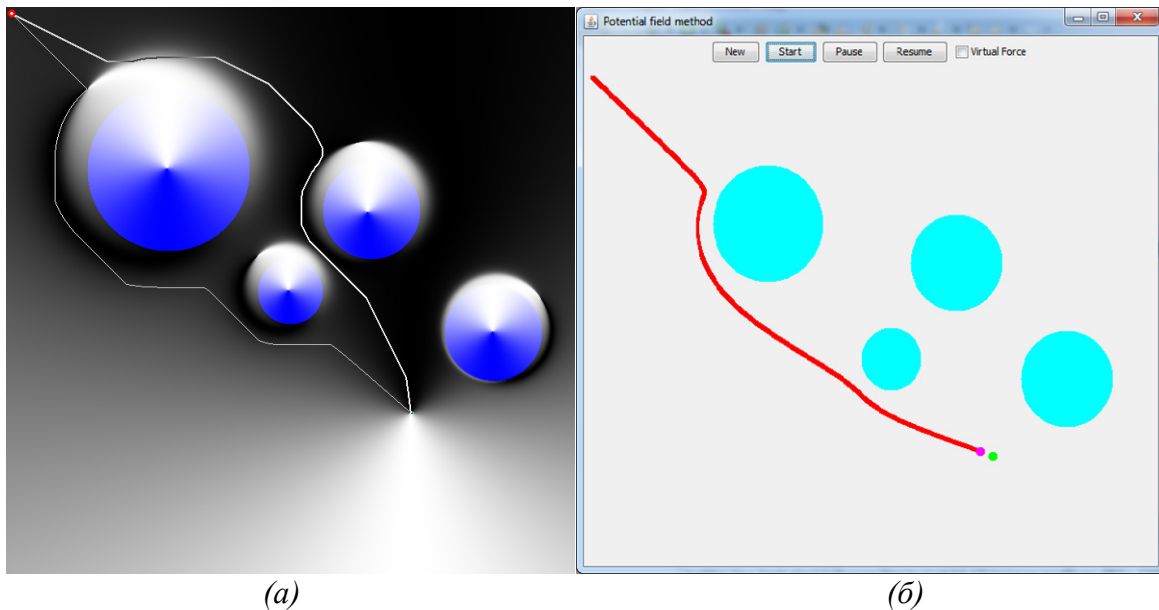 Potential field method
New Start Pause Resume Virtual Force
(а) (б)